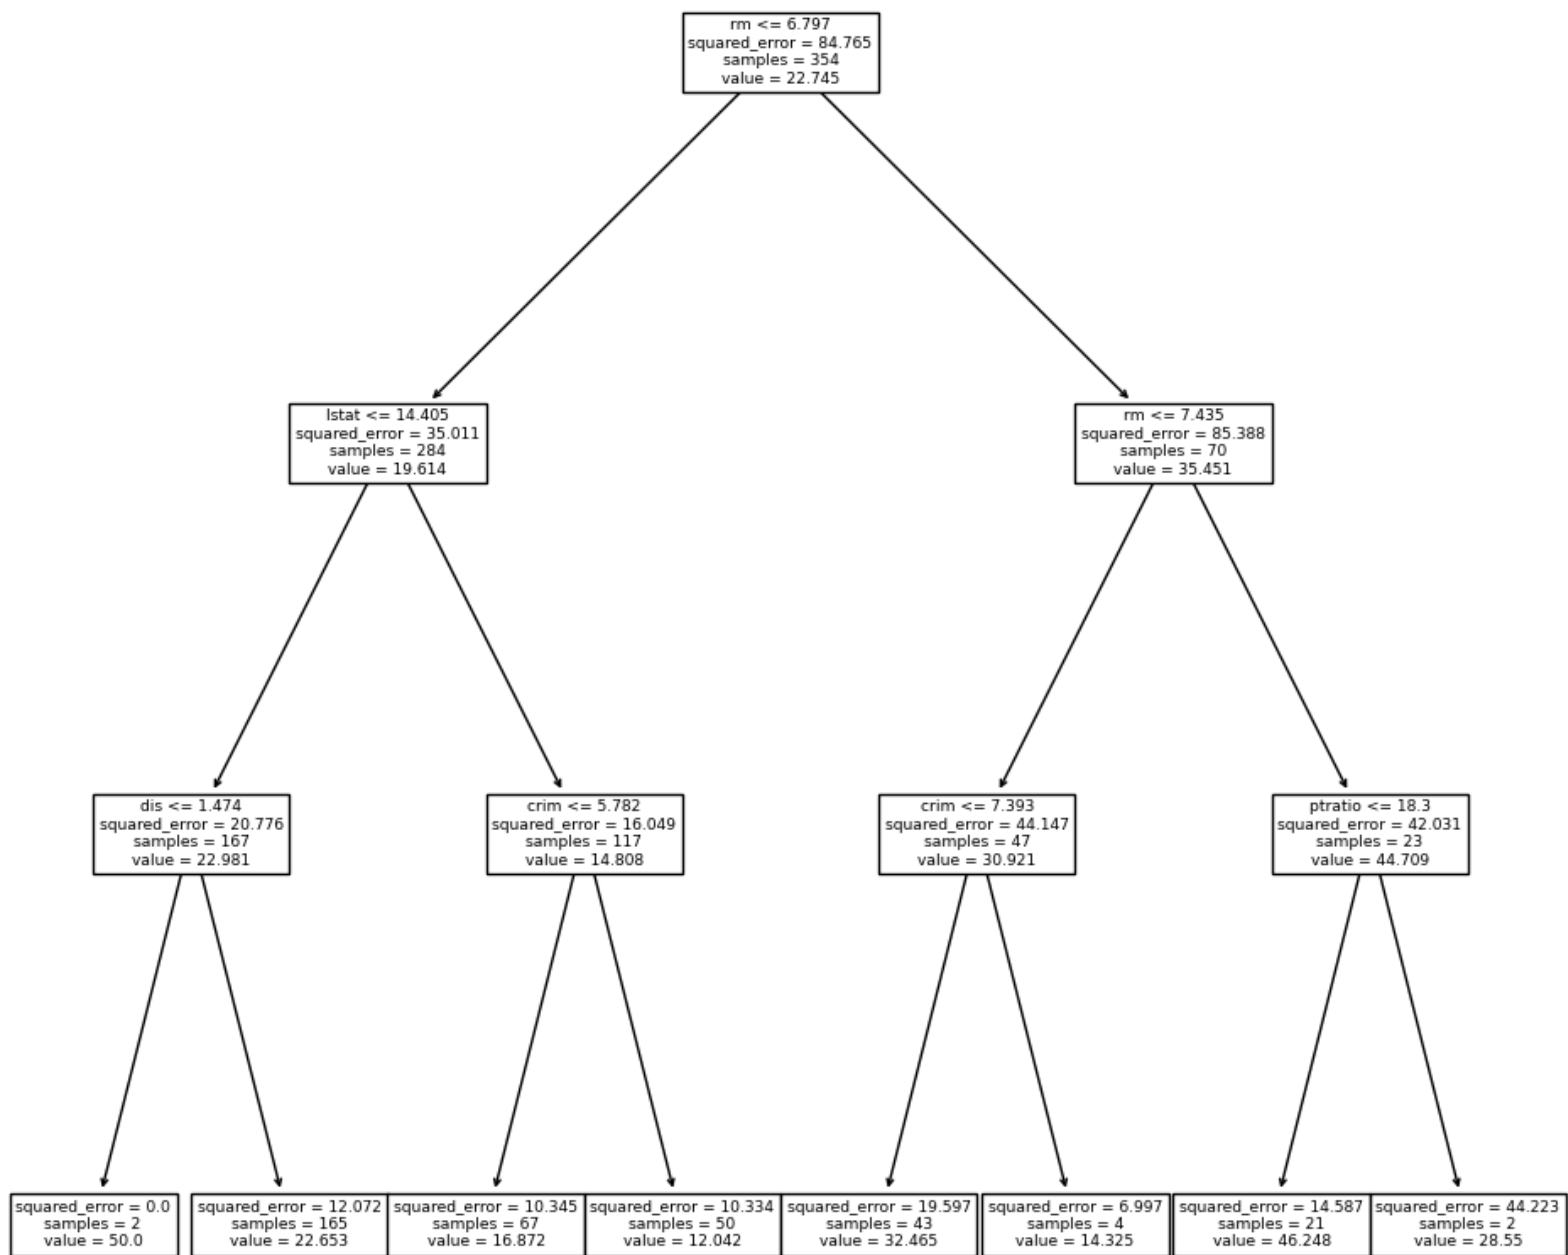 rm <= 6.797
squared_error = 84.765
samples = 354
value = 22.745
lstat <= 14.405
squared_error = 35.011
samples = 284
value = 19.614
rm <= 7.435
squared_error = 85.388
samples = 70
value = 35.451
dis <= 1.474
squared_error = 20.776
samples = 167
value = 22.981
crim <= 5.782
squared_error = 16.049
samples = 117
value = 14.808
crim <= 7.393
squared_error = 44.147
samples = 47
value = 30.921
ptratio <= 18.3
squared_error = 42.031
samples = 23
value = 44.709
squared_error = 0.0
samples = 2
value = 50.0
squared_error = 12.072
samples = 165
value = 22.653
squared_error = 10.345
samples = 67
value = 16.872
squared_error = 10.334
samples = 50
value = 12.042
squared_error = 19.597
samples = 43
value = 32.465
squared_error = 6.997
samples = 4
value = 14.325
squared_error = 14.587
samples = 21
value = 46.248
squared_error = 44.223
samples = 2
value = 28.55